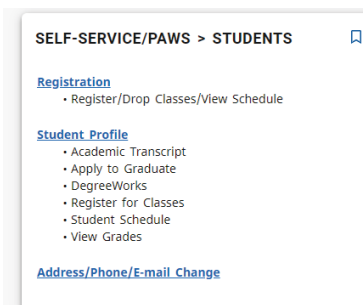 SELF-SERVICE/PAWS > STUDENTS
Registration
• Register/Drop Classes/View Schedule
Student Profile
• Academic Transcript
• Apply to Graduate
• DegreeWorks
• Register for Classes
• Student Schedule
• View Grades
Address/Phone/E-mail Change